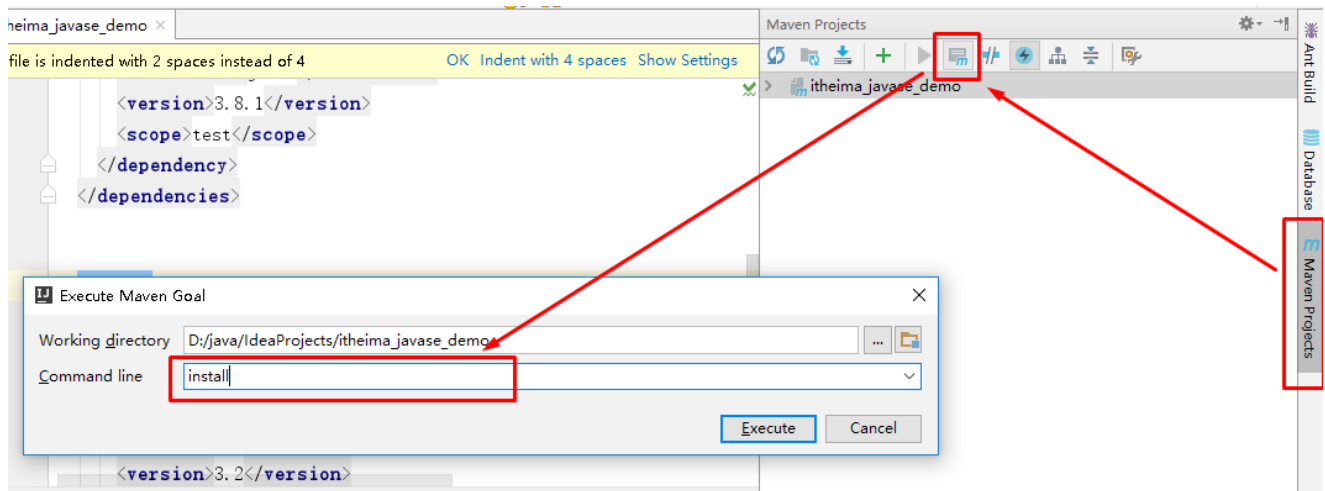 heima_javase_demo ×
Maven Projects
file is indented with 2 spaces instead of 4 OK Indent with 4 spaces Show Settings
itheima_javase_demo
<version>3.8.1</version>
<scope>test</scope>
</dependency>
</dependencies>
Execute Maven Goal
Working directory D:/java/IdeaProjects/itheima_javase_demo ...
Command line install
Execute Cancel
<version>3.2</version>
Ant Build
Database
m Maven Projects